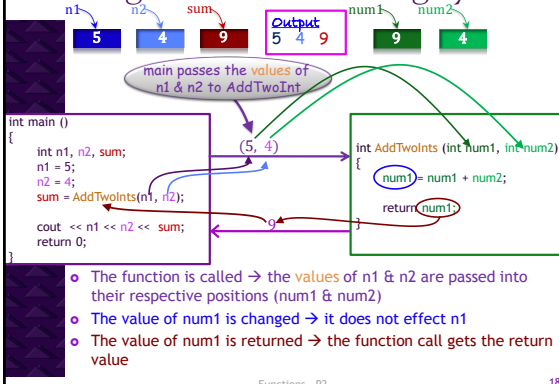 n1 n2 sum num1 num2
5 4 9 Output 9 4
5 4 9
main passes the values of
n1 & n2 to AddTwoInt
int main ()
{
int n1, n2, sum;
n1 = 5;
n2 = 4;
sum = AddTwoInts(n1, n2);
cout << n1 << n2 << sum;
return 0;
}
(5, 4)
9
int AddTwoInts (int num1, int num2)
{
num1 = num1 + num2;
return num1;
}
The function is called → the values of n1 & n2 are passed into
their respective positions (num1 & num2)
The value of num1 is changed → it does not effect n1
The value of num1 is returned → the function call gets the return
value
Functions - P2 18